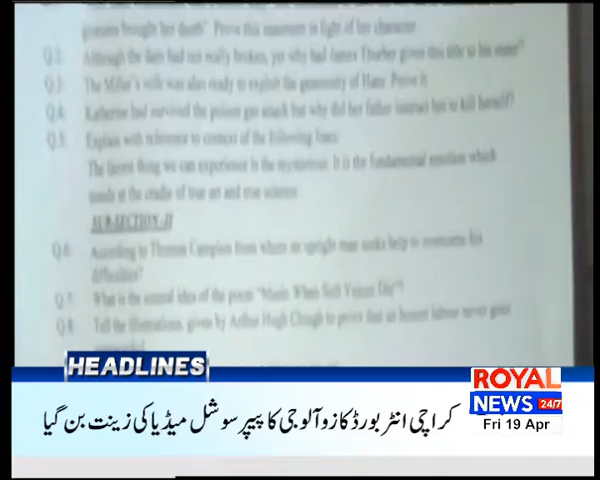 generous brought her death" Prove this statement in light of her character.
Q.2. Although the dam had not really broken, yet why had James Thurber given this title to his essay?
Q.3. The Miller's wife was also ready to exploit the generosity of Hans. Prove it.
Q.4. Katherine had survived the poison gas attack but why did her father instruct her to kill herself?
Q.5. Explain with reference to context of the following lines:
The fairest thing we can experience is the mysterious. It is the fundamental emotion which
stands at the cradle of true art and true science.
SUB-SECTION-II
Q.6. According to Thomas Campion from where an upright man seeks help to overcome his
difficulties?
Q.7. What is the central idea of the poem "Music When Soft Voices Die"?
Q.8. Tell the illustrations, given by Arthur Hugh Clough to prove that an honest labour never goes
HEADLINES
ROYAL
NEWS 24/7
Fri 19 Apr
کراچی انٹر بورڈ کا زوآلوجی کا پیپر سوشل میڈیا کی زینت بن گیا